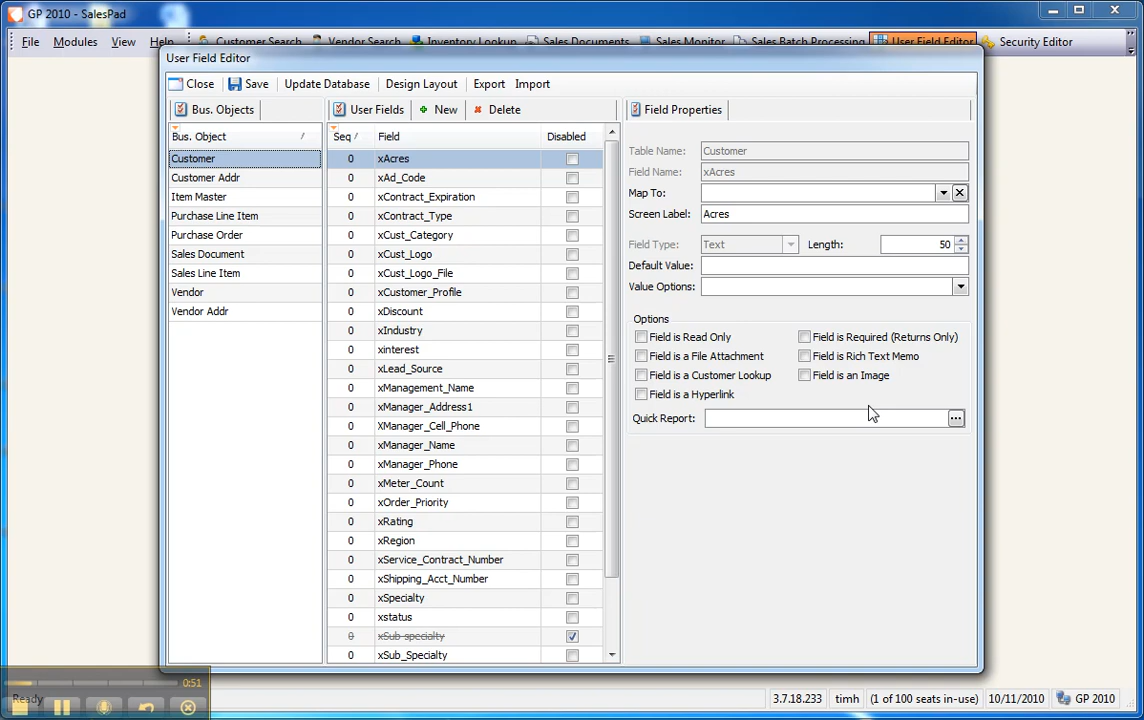 GP 2010 - SalesPad
File Modules View Help Customer Search Vendor Search Inventory Lookup Sales Documents Sales Monitor Sales Batch Processing User Field Editor Security Editor
User Field Editor
Close Save Update Database Design Layout Export Import
Bus. Objects User Fields New Delete Field Properties
Bus. Object / Seq / Field Disabled
Customer 0 xAcres Table Name: Customer
Customer Addr 0 xAd_Code Field Name: xAcres
Item Master 0 xContract_Expiration Map To:
Purchase Line Item 0 xContract_Type Screen Label: Acres
Purchase Order 0 xCust_Category Field Type: Text Length: 50
Sales Document 0 xCust_Logo Default Value:
Sales Line Item 0 xCust_Logo_File Value Options:
Vendor 0 xCustomer_Profile
Vendor Addr 0 xDiscount Options
0 xIndustry Field is Read Only Field is Required (Returns Only)
0 xinterest Field is a File Attachment Field is Rich Text Memo
0 xLead_Source Field is a Customer Lookup Field is an Image
0 xManagement_Name Field is a Hyperlink
0 xManager_Address1 Quick Report: ...
0 xManager_Cell_Phone
0 xManager_Name
0 xManager_Phone
0 xMeter_Count
0 xOrder_Priority
0 xRating
0 xRegion
0 xService_Contract_Number
0 xShipping_Acct_Number
0 xSpecialty
0 xstatus
0 xSub-specialty
0 xSub_Specialty
0:51
Ready 3.7.18.233 timh (1 of 100 seats in-use) 10/11/2010 GP 2010